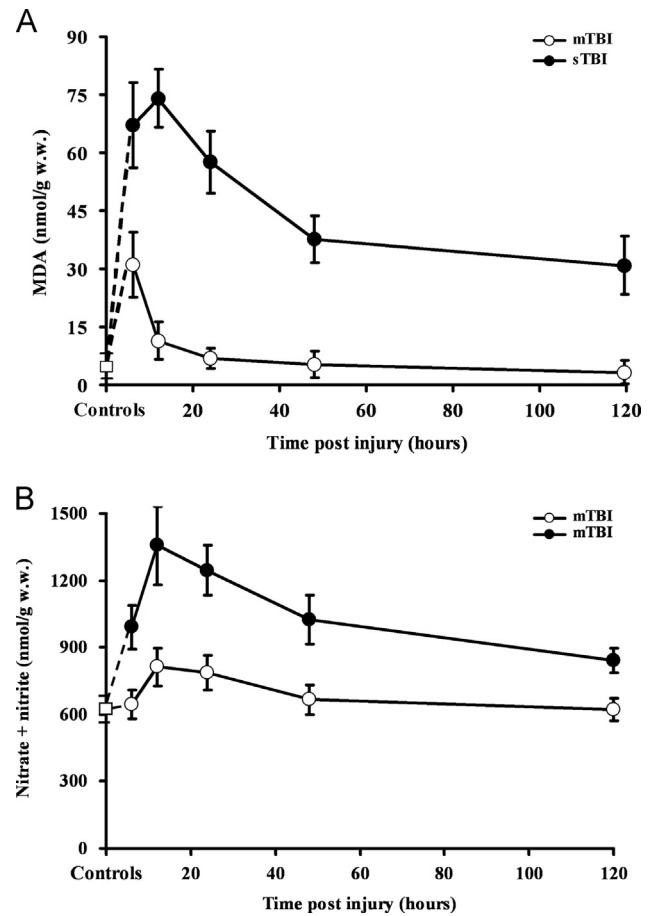 A
90
75
60
45
30
15
0
MDA (nmol/g w.w.)
mTBI
sTBI
Controls 20 40 60 80 100 120
Time post injury (hours)
B
1500
1200
900
600
300
0
Nitrate + nitrite (nmol/g w.w.)
mTBI
mTBI
Controls 20 40 60 80 100 120
Time post injury (hours)